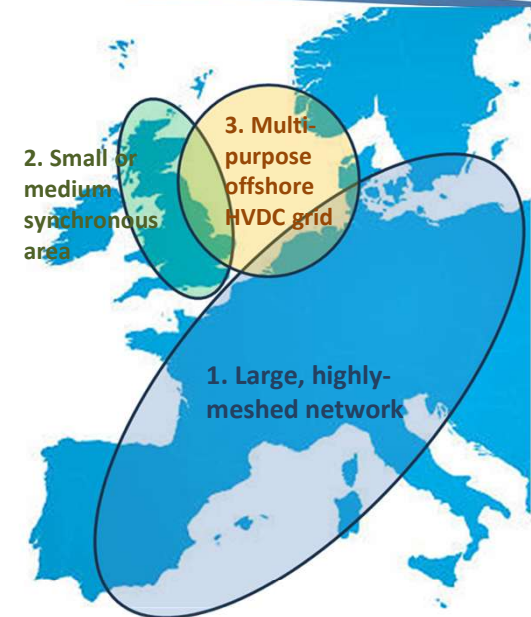 3. Multi-
purpose
offshore
HVDC grid
2. Small or
medium
synchronous
area
1. Large, highly-
meshed network